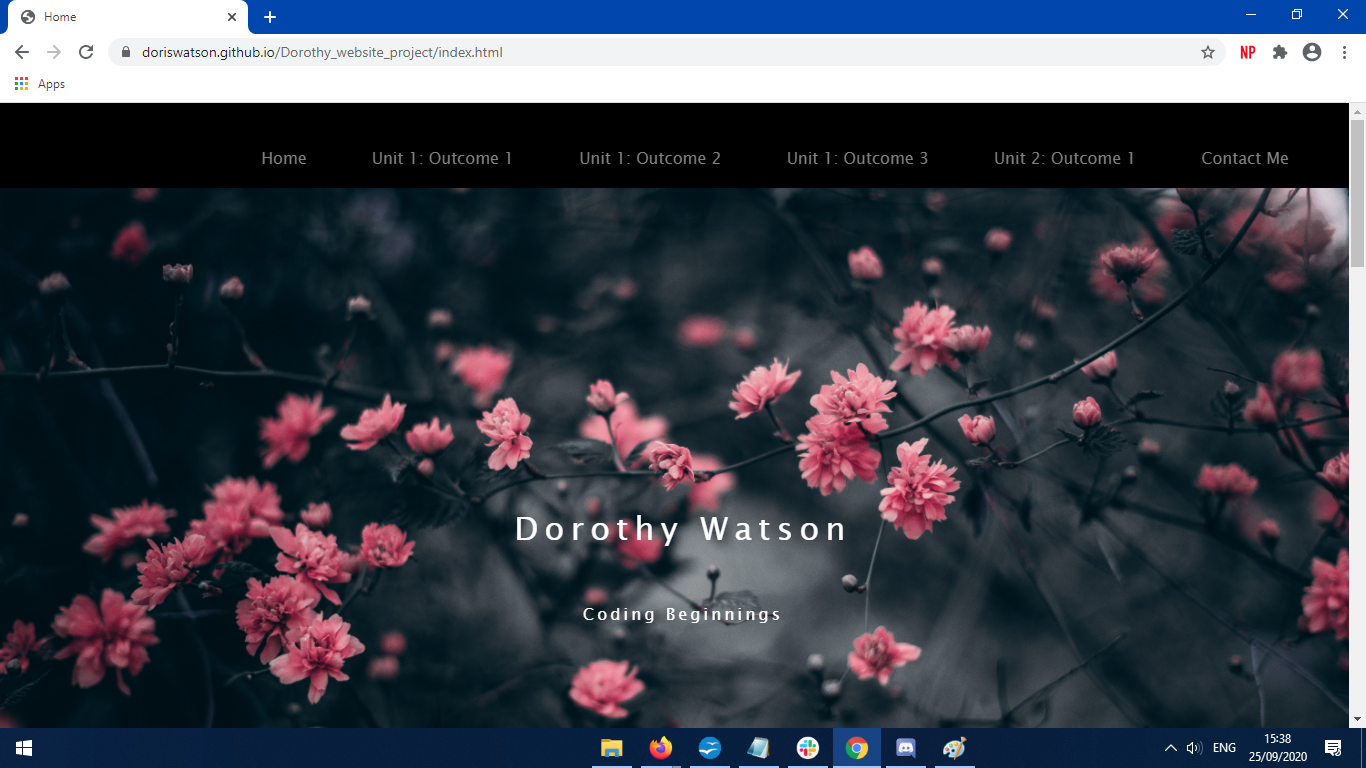 Home
doriswatson.github.io/Dorothy_website_project/index.html
NP
Apps
Home Unit 1: Outcome 1 Unit 1: Outcome 2 Unit 1: Outcome 3 Unit 2: Outcome 1 Contact Me
Dorothy Watson
Coding Beginnings
ENG
15:38
25/09/2020